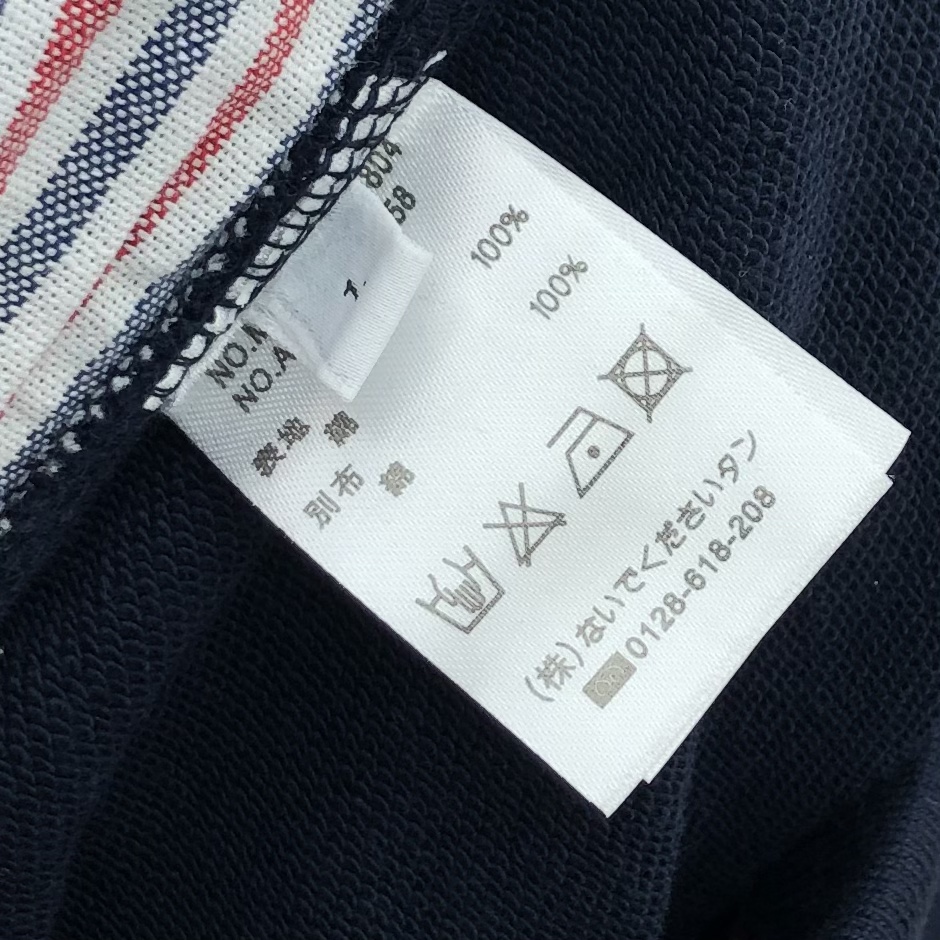 804
58
NO.A
NO.A
表地 綿 100%
別布 綿 100%
(株)ないでくださいタン
0128-618-208